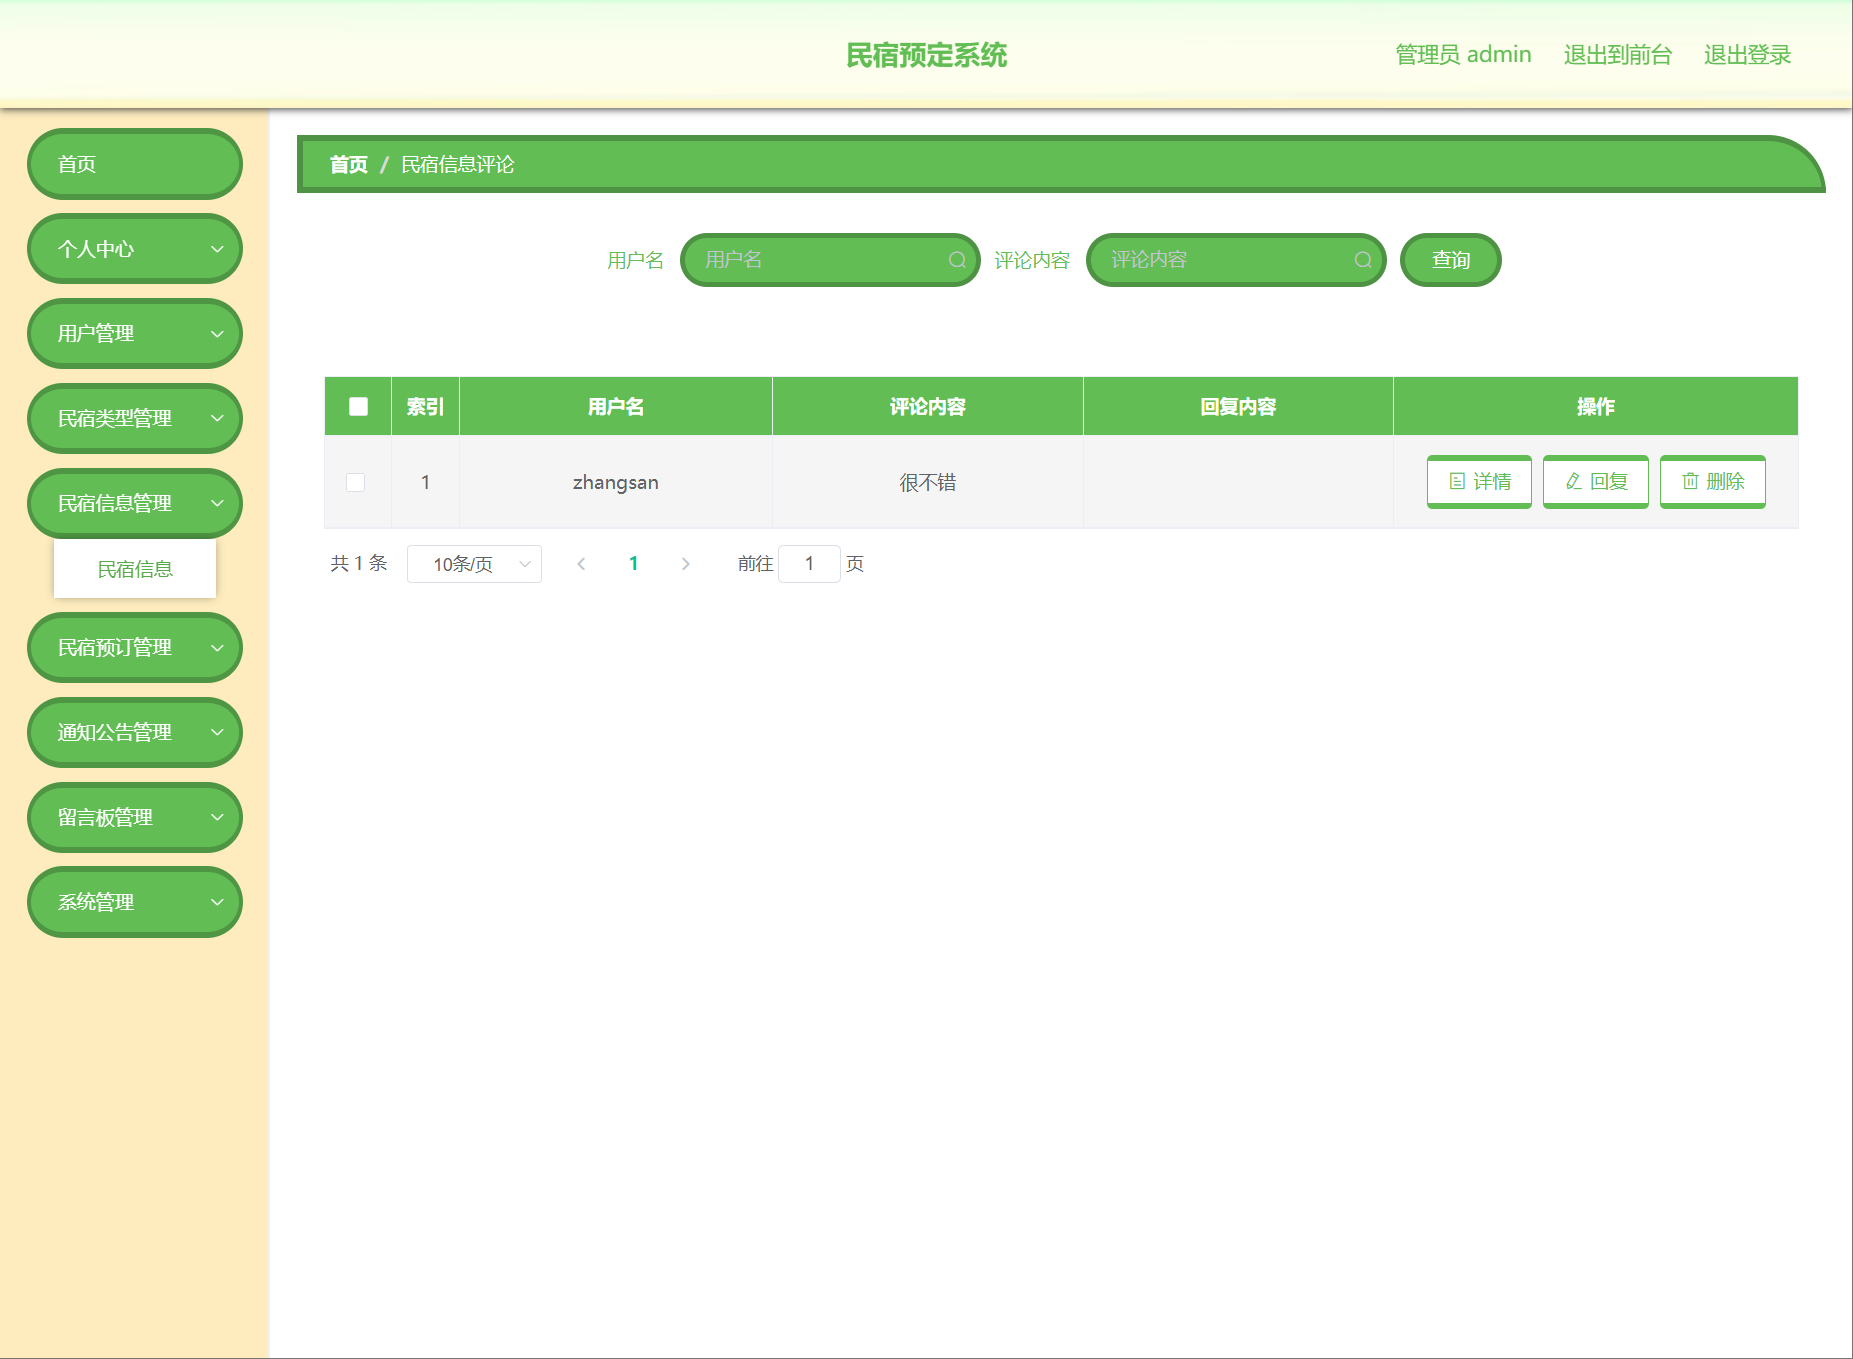 民宿预定系统
管理员 admin 退出到前台 退出登录
首页
个人中心
用户管理
民宿类型管理
民宿信息管理
民宿信息
民宿预订管理
通知公告管理
留言板管理
系统管理
首页 / 民宿信息评论
用户名 用户名 评论内容 评论内容 查询
索引 用户名 评论内容 回复内容 操作
1 zhangsan 很不错 详情 回复 删除
共 1 条 10条/页 1 前往 1 页